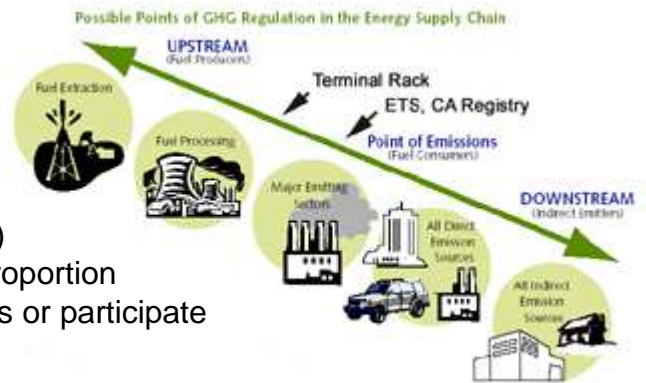 Possible Points of GHG Regulation in the Energy Supply Chain
UPSTREAM
(Fuel Producers)
Fuel Extraction
Terminal Rack
ETS, CA Registry
Fuel Processing
Point of Emissions
(Fuel Consumers)
Major Emitting
Sectors
DOWNSTREAM
(Indirect Emitters)
All Direct
Emission
Sources
)
roportion
s or participate
All Indirect
Emission
Sources